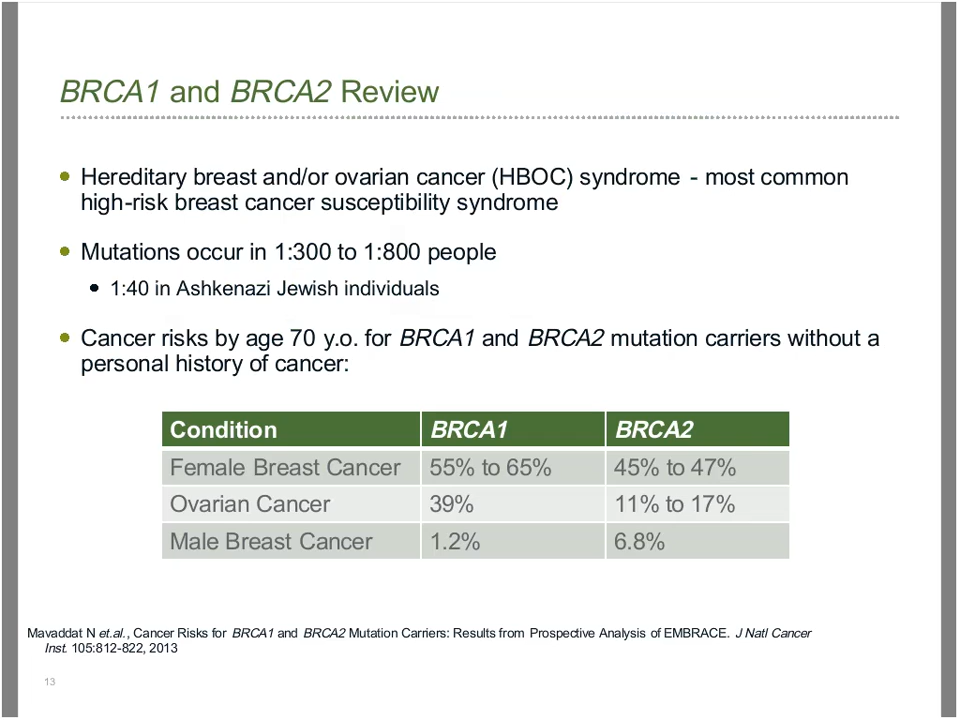 BRCA1 and BRCA2 Review
Hereditary breast and/or ovarian cancer (HBOC) syndrome - most common
high-risk breast cancer susceptibility syndrome
Mutations occur in 1:300 to 1:800 people
1:40 in Ashkenazi Jewish individuals
Cancer risks by age 70 y.o. for BRCA1 and BRCA2 mutation carriers without a
personal history of cancer:
Condition BRCA1 BRCA2
Female Breast Cancer 55% to 65% 45% to 47%
Ovarian Cancer 39% 11% to 17%
Male Breast Cancer 1.2% 6.8%
Mavaddat N et.al., Cancer Risks for BRCA1 and BRCA2 Mutation Carriers: Results from Prospective Analysis of EMBRACE. J Natl Cancer
Inst. 105:812-822, 2013
13